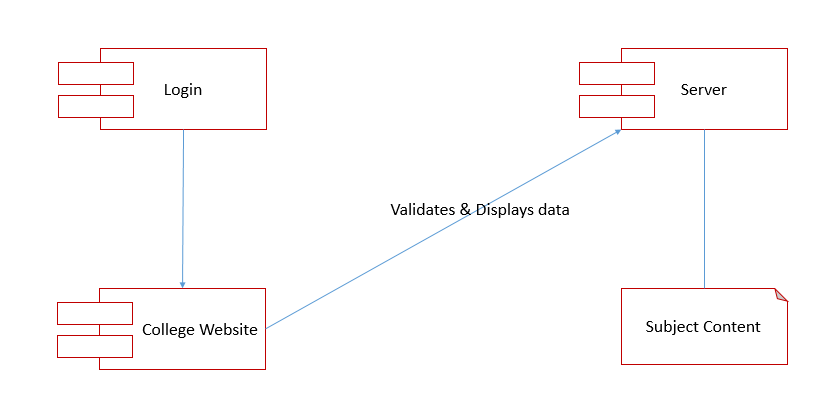 Login
Server
Validates & Displays data
College Website
Subject Content